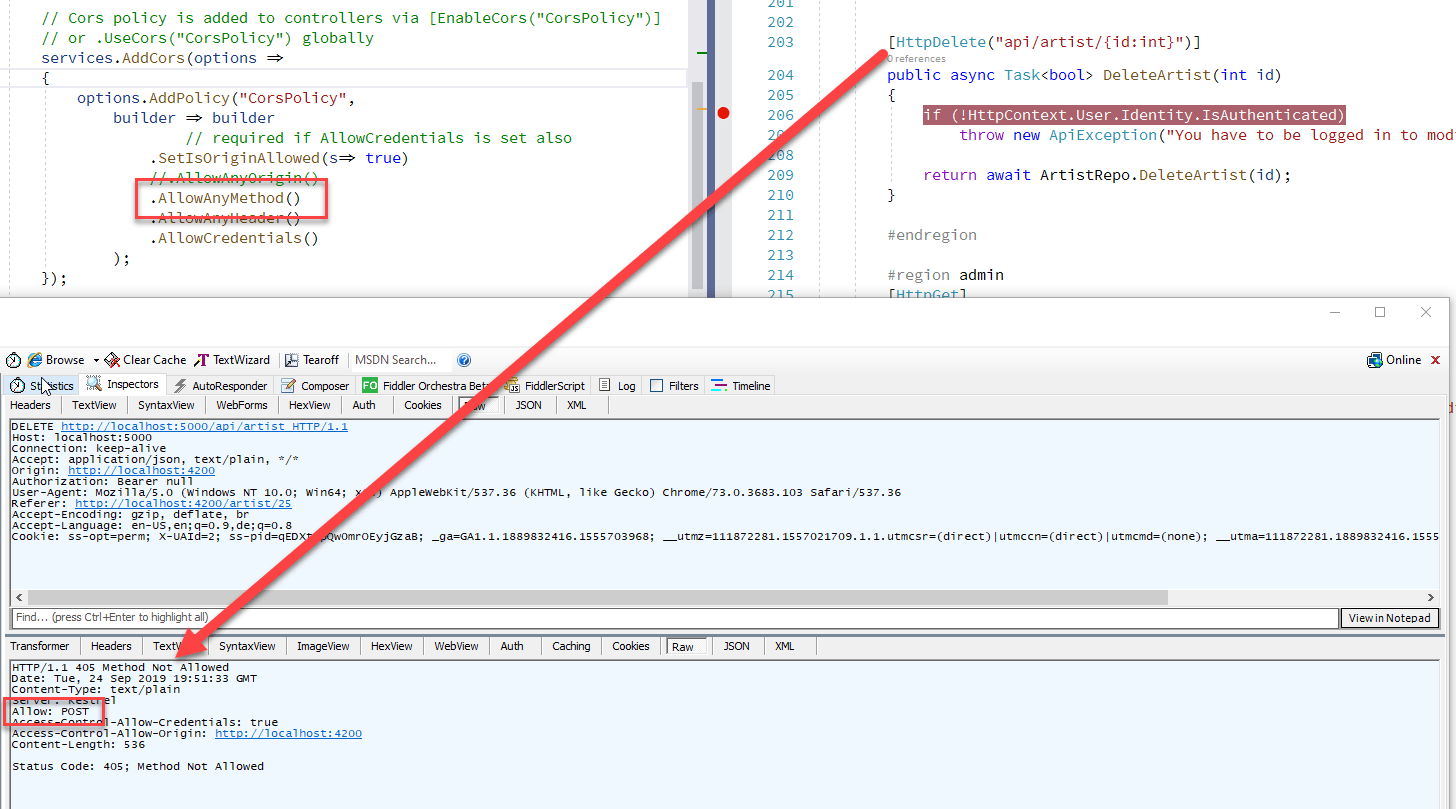 // Cors policy is added to controllers via [EnableCors("CorsPolicy")]
// or .UseCors("CorsPolicy") globally
services.AddCors(options =>
{
options.AddPolicy("CorsPolicy",
builder => builder
// required if AllowCredentials is set also
.SetIsOriginAllowed(s=> true)
//.AllowAnyOrigin()
.AllowAnyMethod()
.AllowAnyHeader()
.AllowCredentials()
);
});
201
202
203 [HttpDelete("api/artist/{id:int}")]
0 references
204 public async Task<bool> DeleteArtist(int id)
205 {
206 if (!HttpContext.User.Identity.IsAuthenticated)
throw new ApiException("You have to be logged in to mod
208
209 return await ArtistRepo.DeleteArtist(id);
210 }
211
212 #endregion
213
214 #region admin
215 [HttpGet]
Browse Clear Cache TextWizard Tearoff MSDN Search... Online
Statistics Inspectors AutoResponder Composer FO Fiddler Orchestra Beta FiddlerScript Log Filters Timeline
Headers TextView SyntaxView WebForms HexView Auth Cookies Raw JSON XML
DELETE http://localhost:5000/api/artist HTTP/1.1
Host: localhost:5000
Connection: keep-alive
Accept: application/json, text/plain, */*
Origin: http://localhost:4200
Authorization: Bearer null
User-Agent: Mozilla/5.0 (Windows NT 10.0; Win64; x64) AppleWebKit/537.36 (KHTML, like Gecko) Chrome/73.0.3683.103 Safari/537.36
Referer: http://localhost:4200/artist/25
Accept-Encoding: gzip, deflate, br
Accept-Language: en-US,en;q=0.9,de;q=0.8
Cookie: ss-opt=perm; X-UAId=2; _ga=GA1.1.1889832416.1555703968; __utmz=111872281.1557021709.1.1.utmcsr=(direct)|utmccn=(direct)|utmcmd=(none); __utma=111872281.1889832416.1555
Find... (press Ctrl+Enter to highlight all) View in Notepad
Transformer Headers TextView SyntaxView ImageView HexView WebView Auth Caching Cookies Raw JSON XML
HTTP/1.1 405 Method Not Allowed
Date: Tue, 24 Sep 2019 19:51:33 GMT
Content-Type: text/plain
Server: Kestrel
Allow: POST
Access-Control-Allow-Credentials: true
Access-Control-Allow-Origin: http://localhost:4200
Content-Length: 536
Status Code: 405; Method Not Allowed